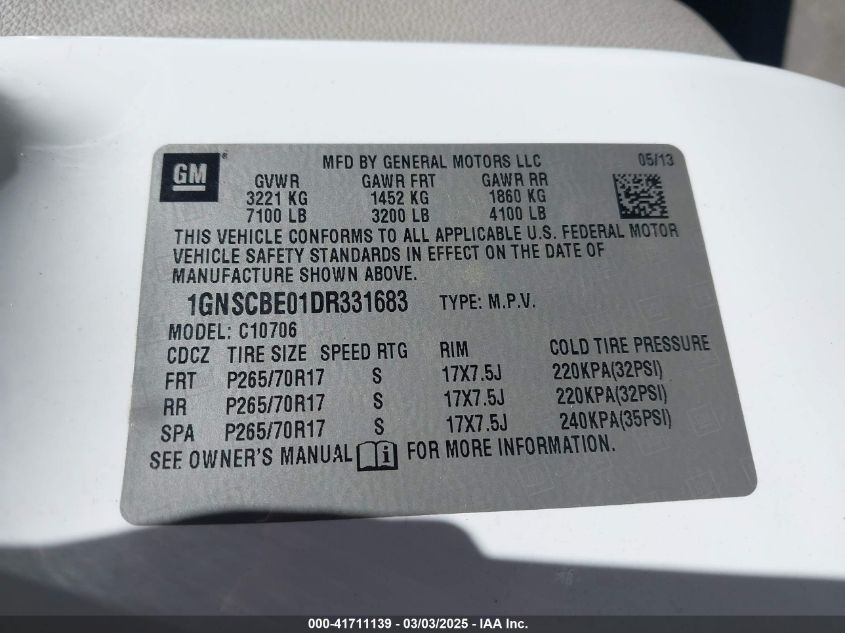 GM ® MFD BY GENERAL MOTORS LLC 05/13
GVWR GAWR FRT GAWR RR
3221 KG 1452 KG 1860 KG
7100 LB 3200 LB 4100 LB
THIS VEHICLE CONFORMS TO ALL APPLICABLE U.S. FEDERAL MOTOR
VEHICLE SAFETY STANDARDS IN EFFECT ON THE DATE OF
MANUFACTURE SHOWN ABOVE.
1GNSCBE01DR331683 TYPE: M.P.V.
MODEL: C10706
CDCZ TIRE SIZE SPEED RTG RIM COLD TIRE PRESSURE
FRT P265/70R17 S 17X7.5J 220KPA(32PSI)
RR P265/70R17 S 17X7.5J 220KPA(32PSI)
SPA P265/70R17 S 17X7.5J 240KPA(35PSI)
SEE OWNER'S MANUAL i FOR MORE INFORMATION.
000-41711139 - 03/03/2025 - IAA Inc.